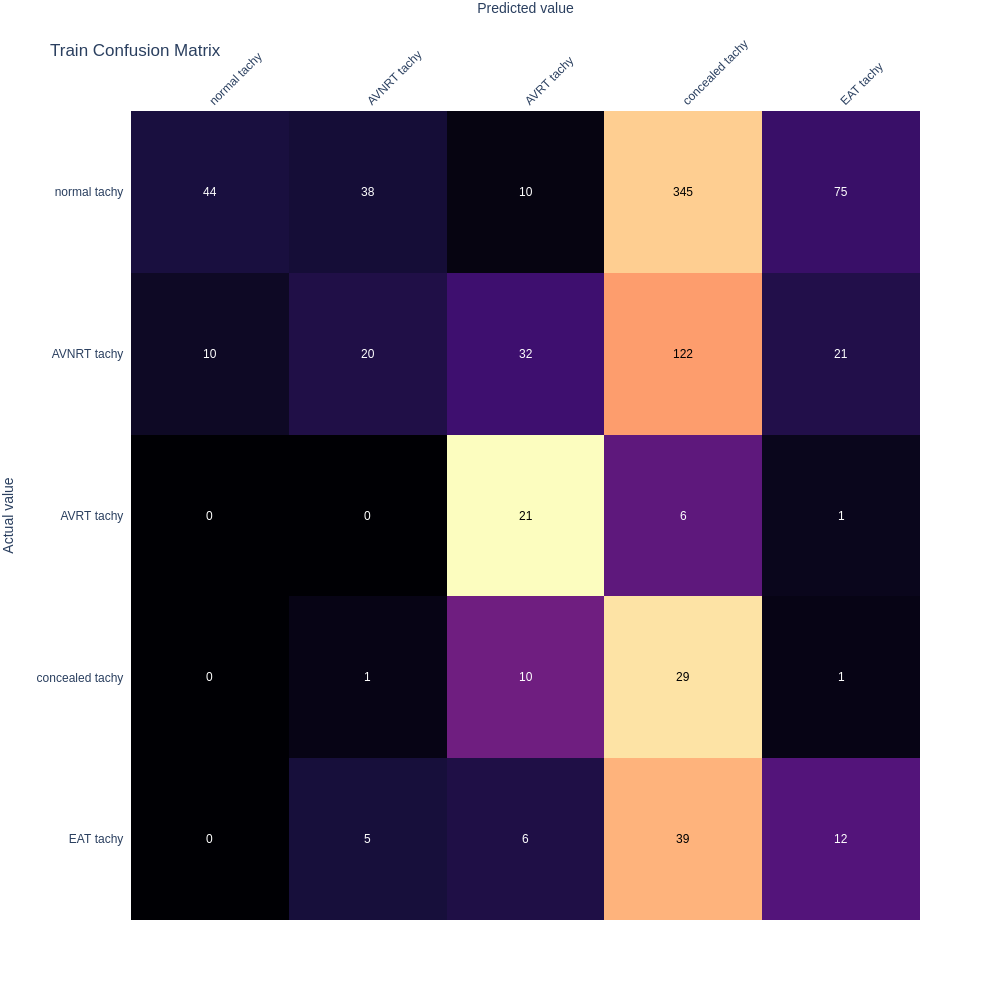 Predicted value
Train Confusion Matrix
normal tachy AVNRT tachy AVRT tachy concealed tachy EAT tachy
normal tachy 44 38 10 345 75
AVNRT tachy 10 20 32 122 21
Actual value
AVRT tachy 0 0 21 6 1
concealed tachy 0 1 10 29 1
EAT tachy 0 5 6 39 12